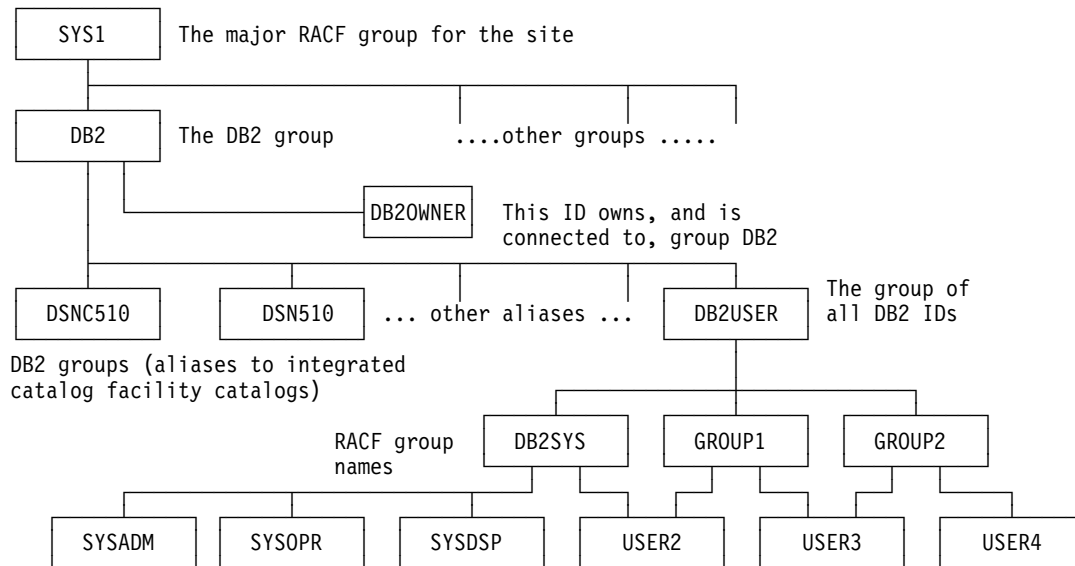 SYS1
The major RACF group for the site
DB2
The DB2 group
....other groups .....
DB2OWNER
This ID owns, and is
connected to, group DB2
DSNC510
DSN510
... other aliases ...
DB2USER
The group of
all DB2 IDs
DB2 groups (aliases to integrated
catalog facility catalogs)
RACF group
names
DB2SYS
GROUP1
GROUP2
SYSADM
SYSOPR
SYSDSP
USER2
USER3
USER4